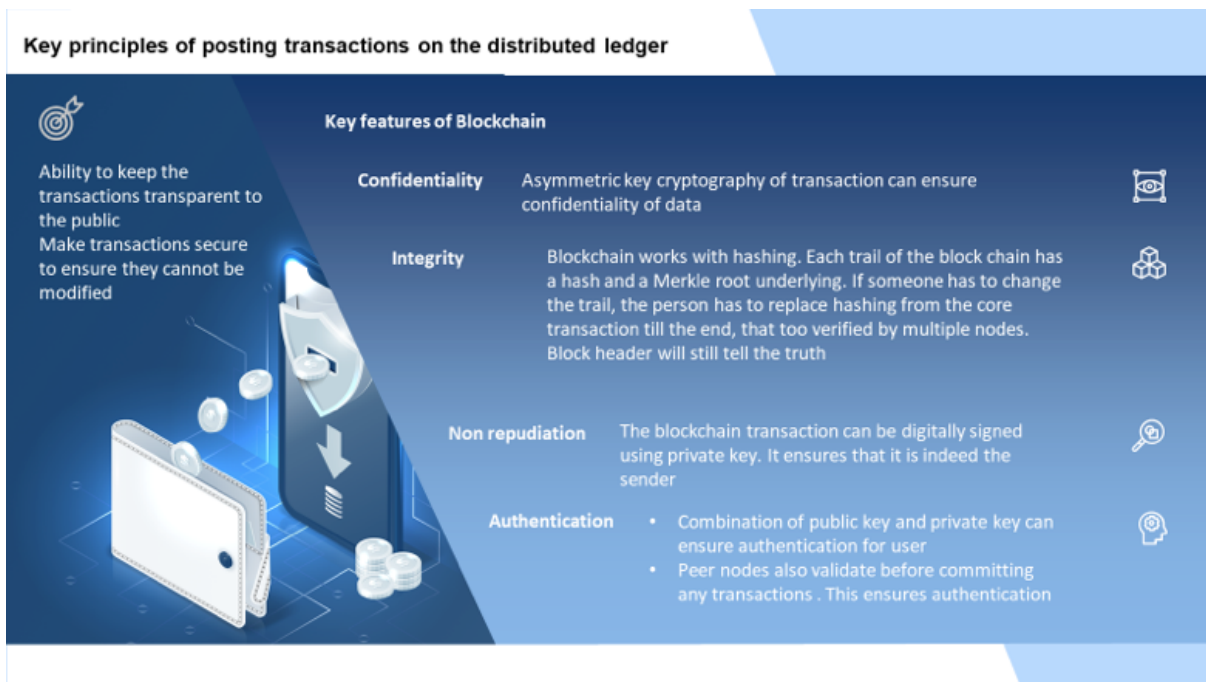 Key principles of posting transactions on the distributed ledger
Ability to keep the
transactions transparent to
the public
Make transactions secure
to ensure they cannot be
modified
Key features of Blockchain
Confidentiality
Asymmetric key cryptography of transaction can ensure
confidentiality of data
Integrity
Blockchain works with hashing. Each trail of the block chain has
a hash and a Merkle root underlying. If someone has to change
the trail, the person has to replace hashing from the core
transaction till the end, that too verified by multiple nodes.
Block header will still tell the truth
Non repudiation
The blockchain transaction can be digitally signed
using private key. It ensures that it is indeed the
sender
Authentication
• Combination of public key and private key can
ensure authentication for user
• Peer nodes also validate before committing
any transactions . This ensures authentication